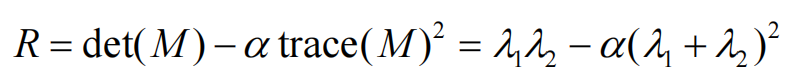 R = det(M) − α trace(M)² = λ₁λ₂ − α(λ₁ + λ₂)²